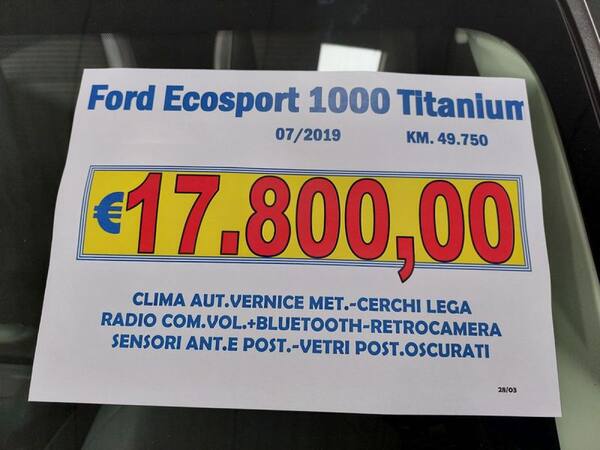 Ford Ecosport 1000 Titanium
07/2019 KM. 49.750
€17.800,00
CLIMA AUT.VERNICE MET.-CERCHI LEGA
RADIO COM.VOL.+BLUETOOTH-RETROCAMERA
SENSORI ANT.E POST.-VETRI POST.OSCURATI
28/03